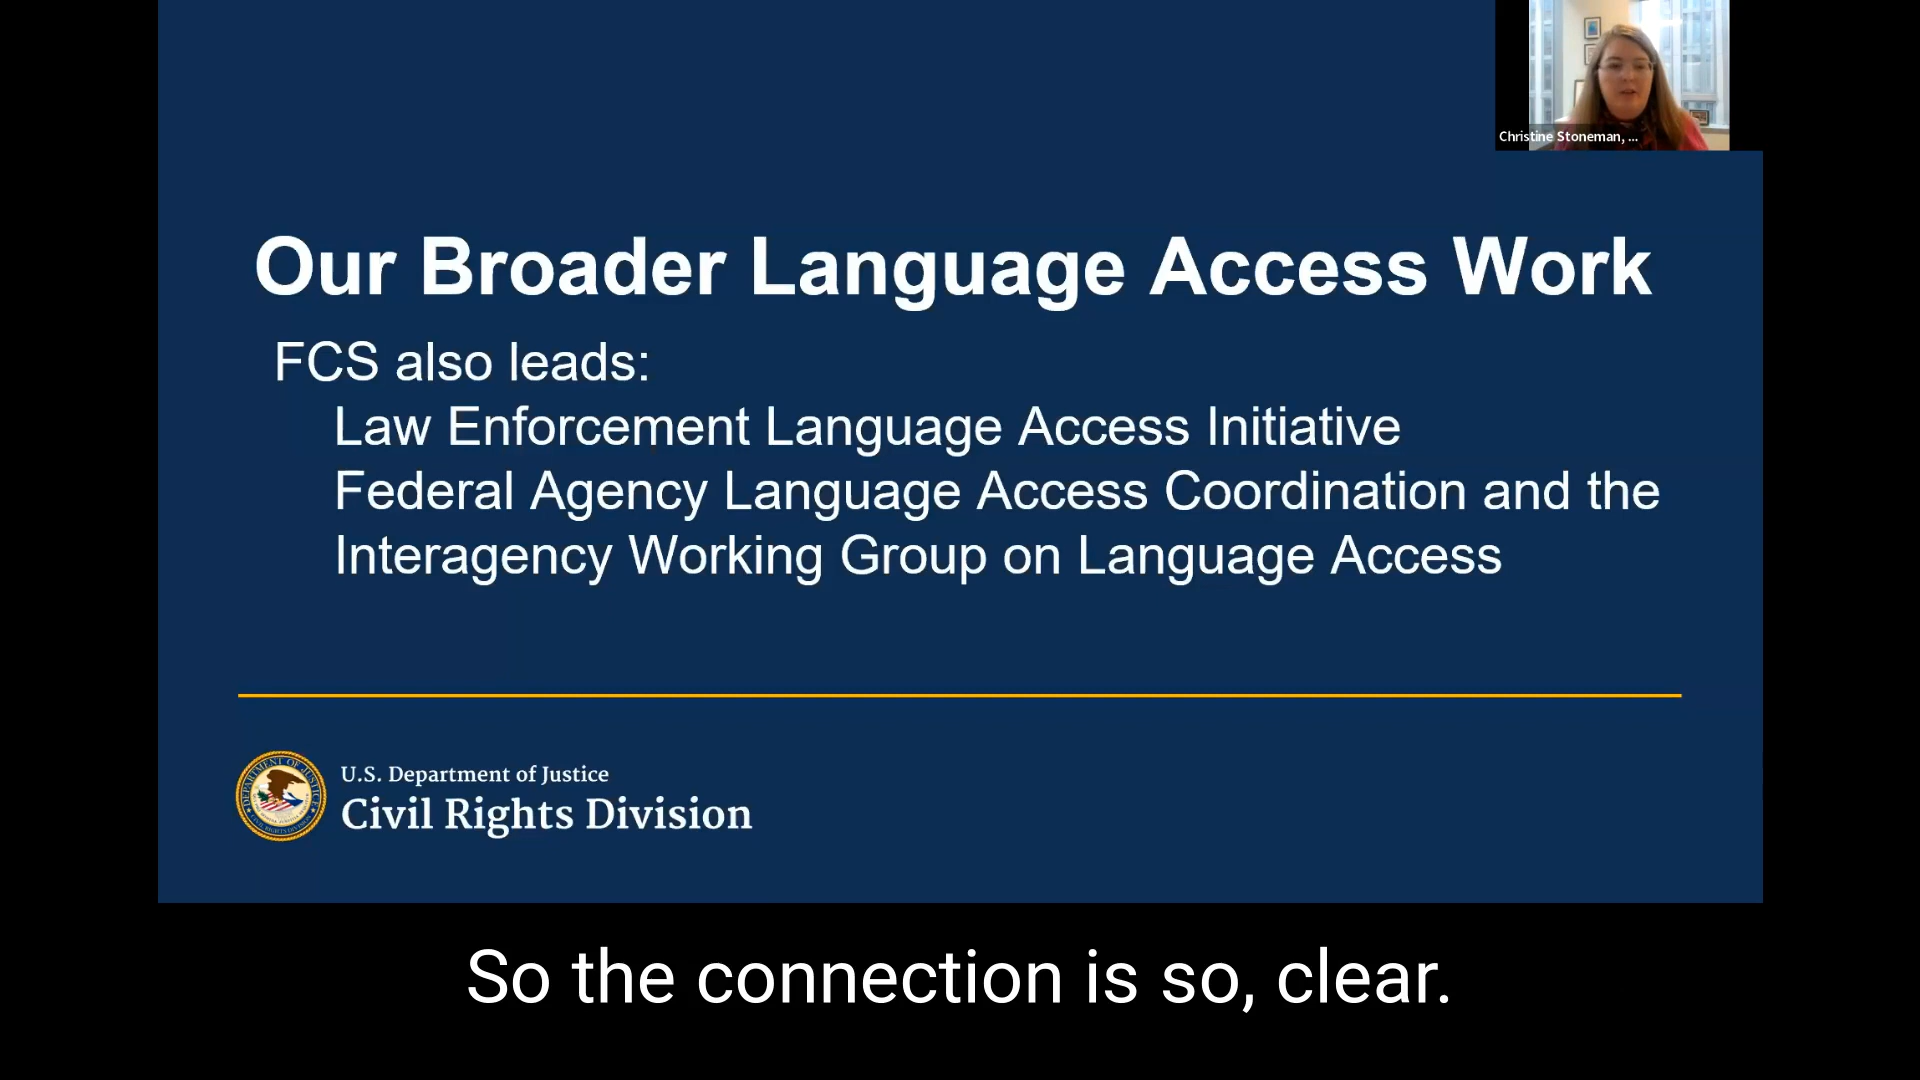 Christine Stoneman, ...
Our Broader Language Access Work
FCS also leads:
Law Enforcement Language Access Initiative
Federal Agency Language Access Coordination and the
Interagency Working Group on Language Access
U.S. Department of Justice
Civil Rights Division
So the connection is so, clear.